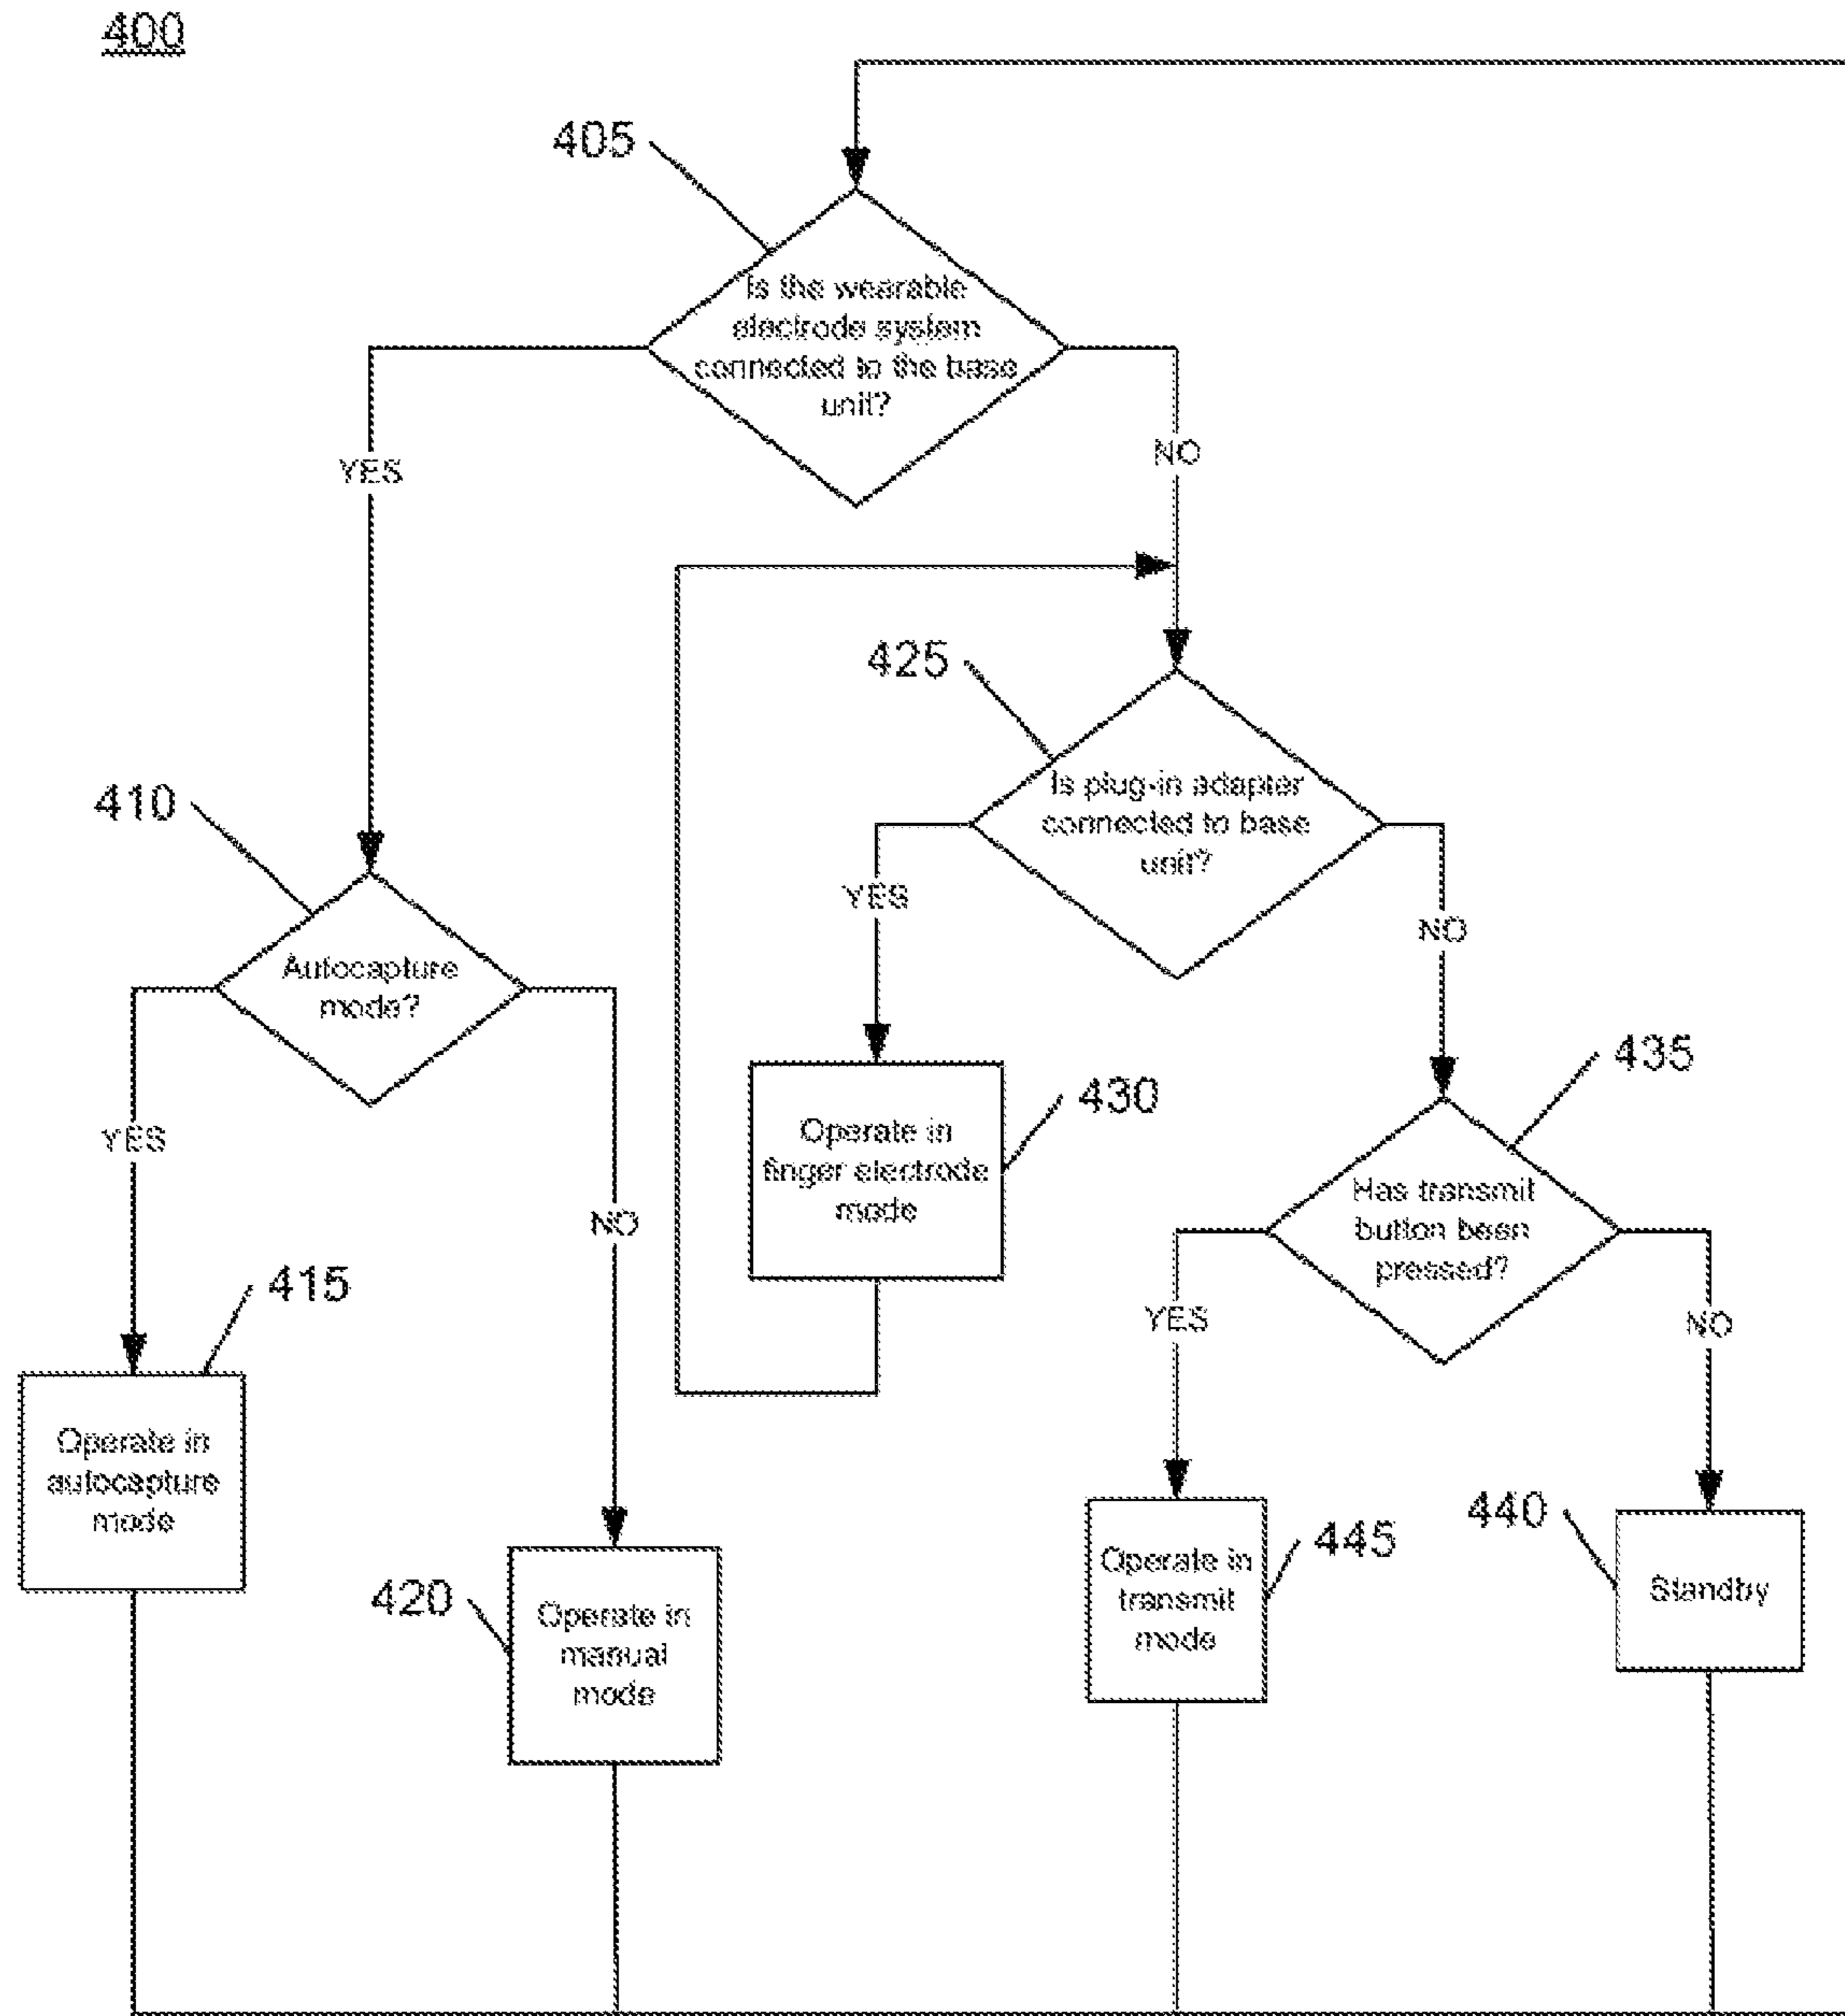 400
405
Is the wearable
electrode system
connected to the base
unit?
YES
NO
425
Is plug-in adapter
connected to base
unit?
410
YES
NO
Autocapture
mode?
435
430
Operate in
finger electrode
mode
YES
Has transmit
button been
pressed?
NO
415
YES
NO
Operate in
autocapture
mode
440
445
Operate in
transmit
mode
Standby
420
Operate in
manual
mode